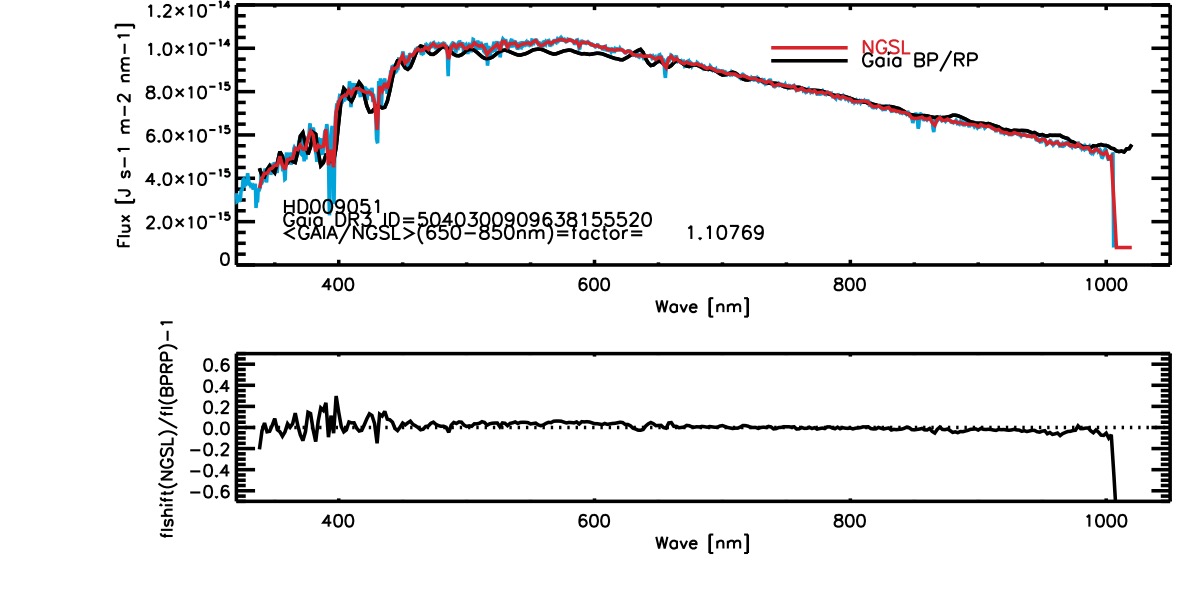 1.2×10−14
1.0×10−14
8.0×10−15
6.0×10−15
4.0×10−15
2.0×10−15
0
Flux [J s−1 m−2 nm−1]
NGSL
Gaia BP/RP
HD009051
Gaia DR3 ID=5040300909638155520
<GAIA/NGSL>(650−850nm)=factor= 1.10769
400 600 800 1000
Wave [nm]
0.6
0.4
0.2
0.0
−0.2
−0.4
−0.6
flshift(NGSL)/fl(BPRP)−1
400 600 800 1000
Wave [nm]